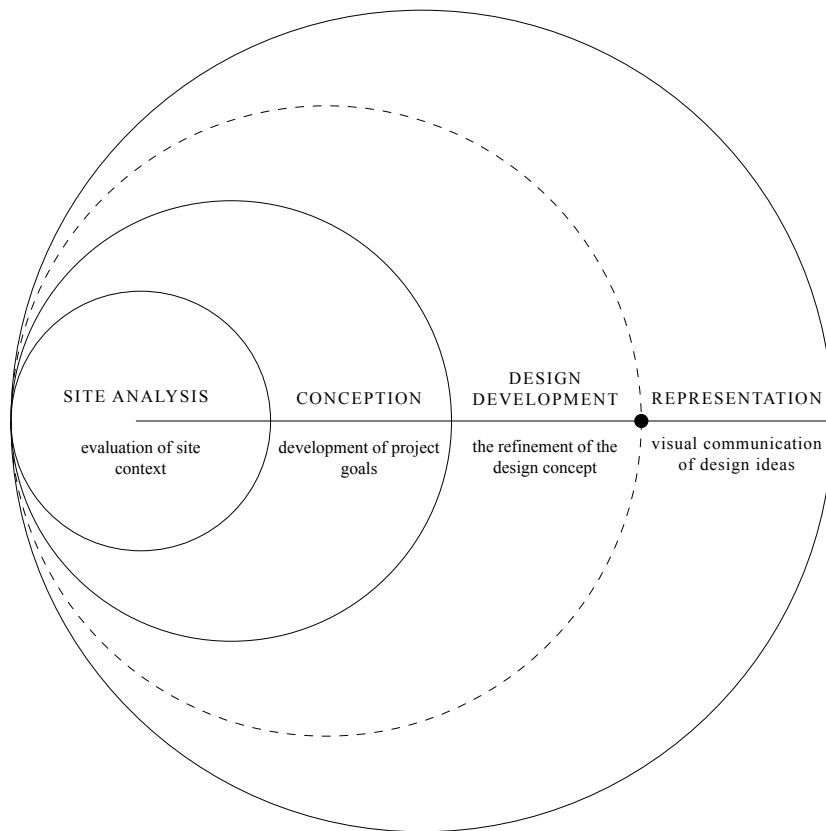 SITE ANALYSIS
evaluation of site
context
CONCEPTION
development of project
goals
DESIGN
DEVELOPMENT
the refinement of the
design concept
REPRESENTATION
visual communication
of design ideas